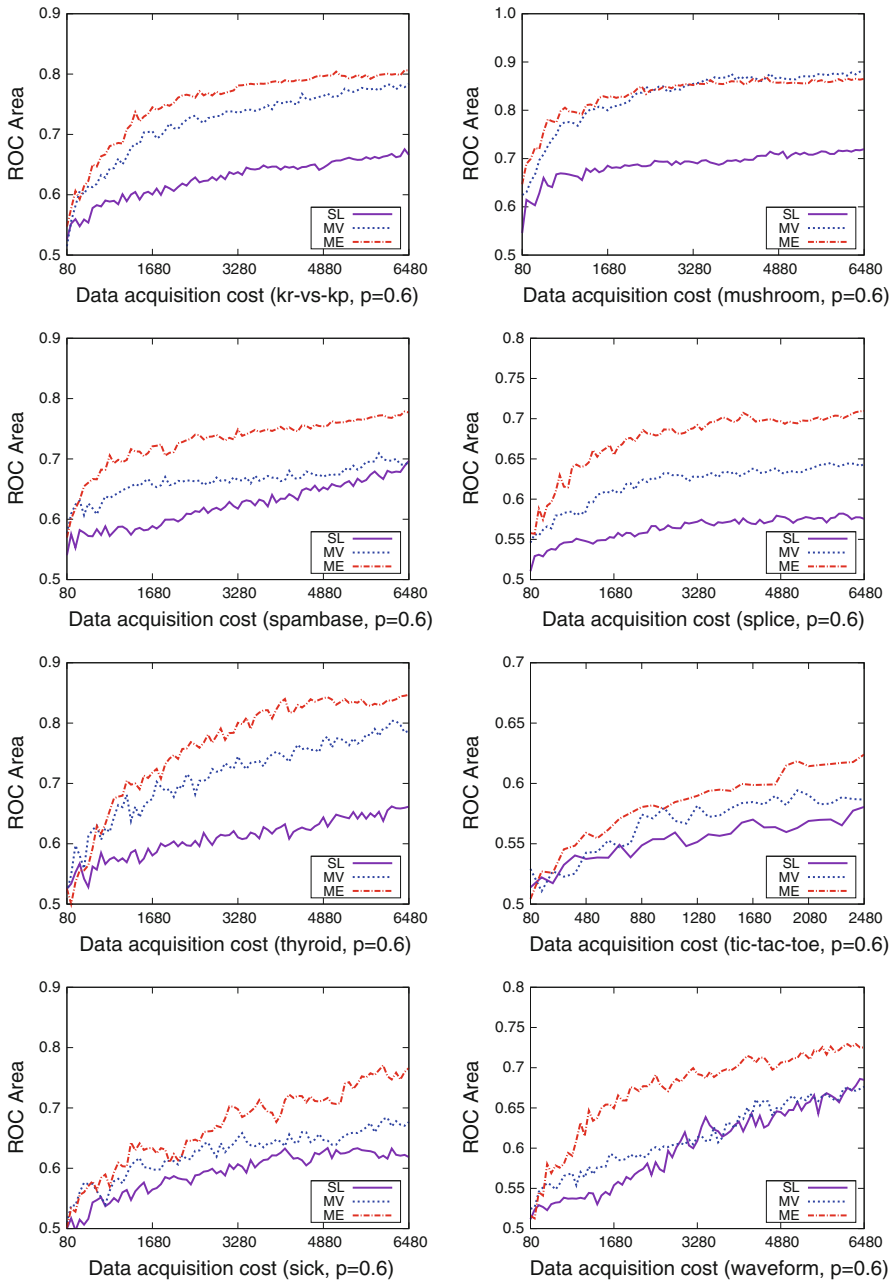 0.9
0.8
0.7
0.6
0.5
ROC Area
SL
MV
ME
80
1680
3280
4880
6480
Data acquisition cost (kr-vs-kp, p=0.6)
1.0
0.9
0.8
0.7
0.6
0.5
ROC Area
SL
MV
ME
80
1680
3280
4880
6480
Data acquisition cost (mushroom, p=0.6)
0.9
0.8
0.7
0.6
0.5
ROC Area
SL
MV
ME
80
1680
3280
4880
6480
Data acquisition cost (spambase, p=0.6)
0.8
0.75
0.7
0.65
0.6
0.55
0.5
ROC Area
SL
MV
ME
80
1680
3280
4880
6480
Data acquisition cost (splice, p=0.6)
0.9
0.8
0.7
0.6
0.5
ROC Area
SL
MV
ME
80
1680
3280
4880
6480
Data acquisition cost (thyroid, p=0.6)
0.7
0.65
0.6
0.55
0.5
ROC Area
SL
MV
ME
80
480
880
1280
1680
2080
2480
Data acquisition cost (tic-tac-toe, p=0.6)
0.9
0.8
0.7
0.6
0.5
ROC Area
SL
MV
ME
80
1680
3280
4880
6480
Data acquisition cost (sick, p=0.6)
0.8
0.75
0.7
0.65
0.6
0.55
0.5
ROC Area
SL
MV
ME
80
1680
3280
4880
6480
Data acquisition cost (waveform, p=0.6)